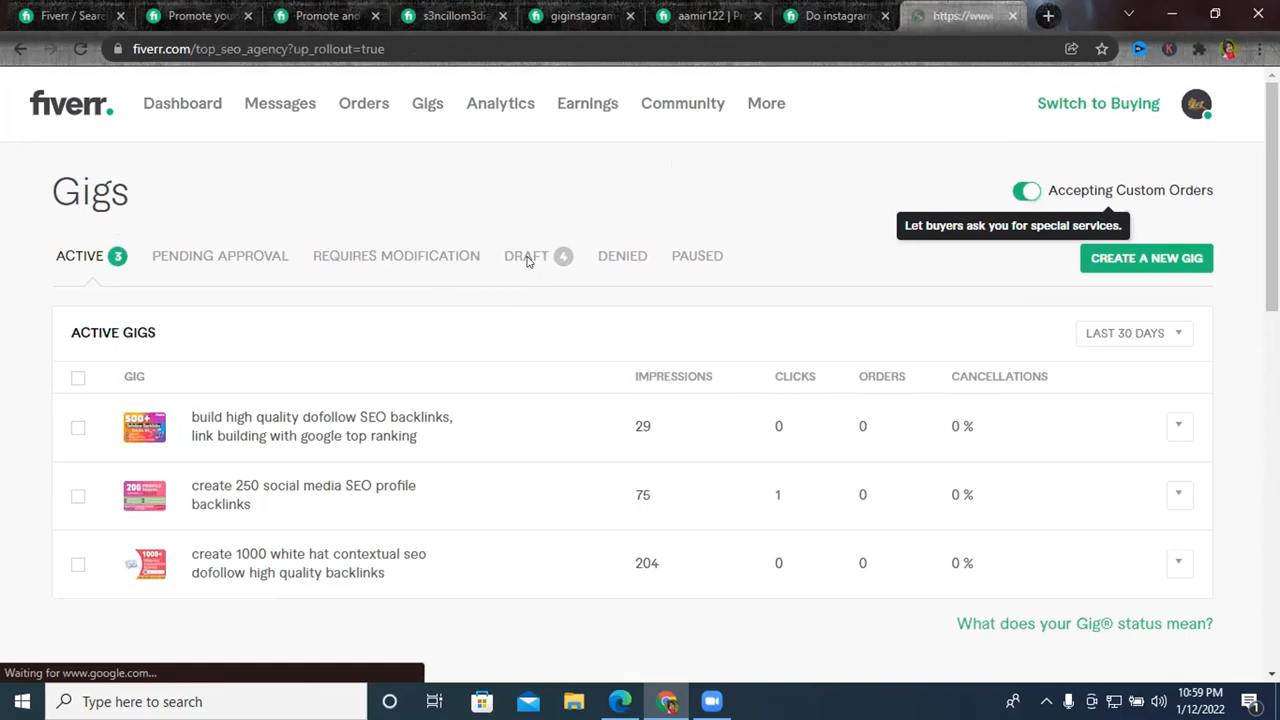 Fiverr / Sear
Promote you
Promote and
s3ncillom3di
giginstagram
aamir122 | P
Do instagram
https://www
fiverr.com/top_seo_agency?up_rollout=true
K
fiverr.
Dashboard Messages Orders Gigs Analytics Earnings Community More
Switch to Buying
Gigs
Accepting Custom Orders
Let buyers ask you for special services.
ACTIVE 3 PENDING APPROVAL REQUIRES MODIFICATION DRAFT 4 DENIED PAUSED
CREATE A NEW GIG
ACTIVE GIGS
LAST 30 DAYS
GIG IMPRESSIONS CLICKS ORDERS CANCELLATIONS
500+
build high quality dofollow SEO backlinks,
link building with google top ranking
29 0 0 0 %
200 PROFILE
create 250 social media SEO profile
backlinks
75 1 0 0 %
1000+
create 1000 white hat contextual seo
dofollow high quality backlinks
204 0 0 0 %
What does your Gig® status mean?
Waiting for www.google.com...
Type here to search
10:59 PM
1/12/2022
1